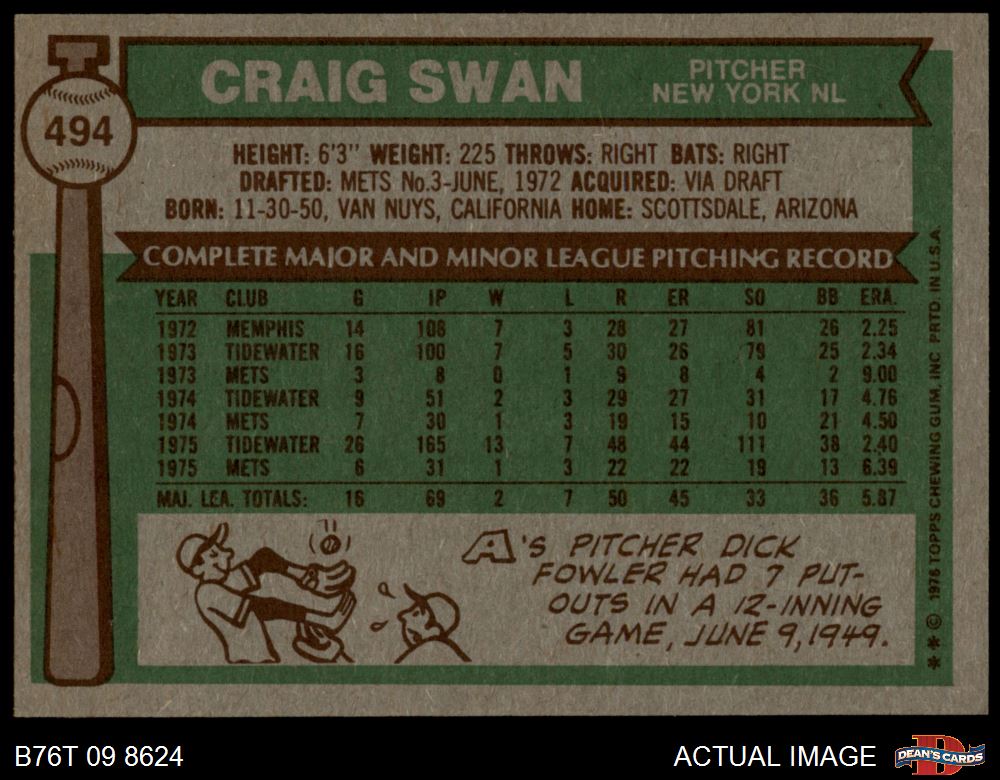 494
CRAIG SWAN
PITCHER
NEW YORK NL
HEIGHT: 6'3" WEIGHT: 225 THROWS: RIGHT BATS: RIGHT
DRAFTED: METS No.3-JUNE, 1972 ACQUIRED: VIA DRAFT
BORN: 11-30-50, VAN NUYS, CALIFORNIA HOME: SCOTTSDALE, ARIZONA
COMPLETE MAJOR AND MINOR LEAGUE PITCHING RECORD
YEAR CLUB G IP W L R ER SO BB ERA.
1972 MEMPHIS 14 108 7 3 28 27 81 26 2.25
1973 TIDEWATER 16 100 7 5 30 26 79 25 2.34
1973 METS 3 8 0 1 9 8 4 2 9.00
1974 TIDEWATER 9 51 2 3 29 27 31 17 4.76
1974 METS 7 30 1 3 19 15 10 21 4.50
1975 TIDEWATER 26 165 13 7 48 44 111 38 2.40
1975 METS 6 31 1 3 22 22 19 13 6.39
MAJ. LEA. TOTALS: 16 69 2 7 50 45 33 36 5.87
A'S PITCHER DICK
FOWLER HAD 7 PUT-
OUTS IN A 12-INNING
GAME, JUNE 9, 1949.
** © 1976 TOPPS CHEWING GUM, INC PRTD. IN U.S.A.
B76T 09 8624
ACTUAL IMAGE
D
DEAN'S CARDS